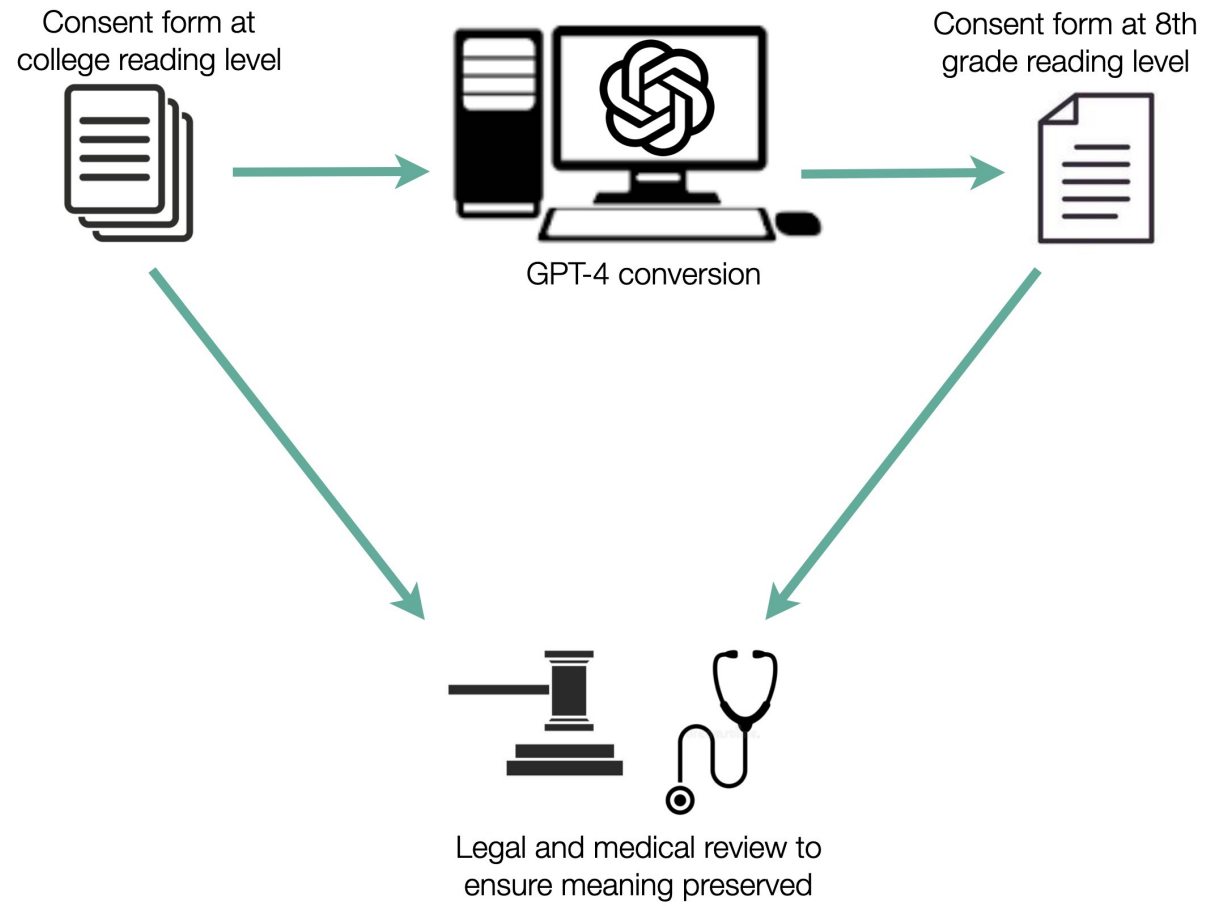 Consent form at
college reading level
Consent form at 8th
grade reading level
GPT-4 conversion
Legal and medical review to
ensure meaning preserved